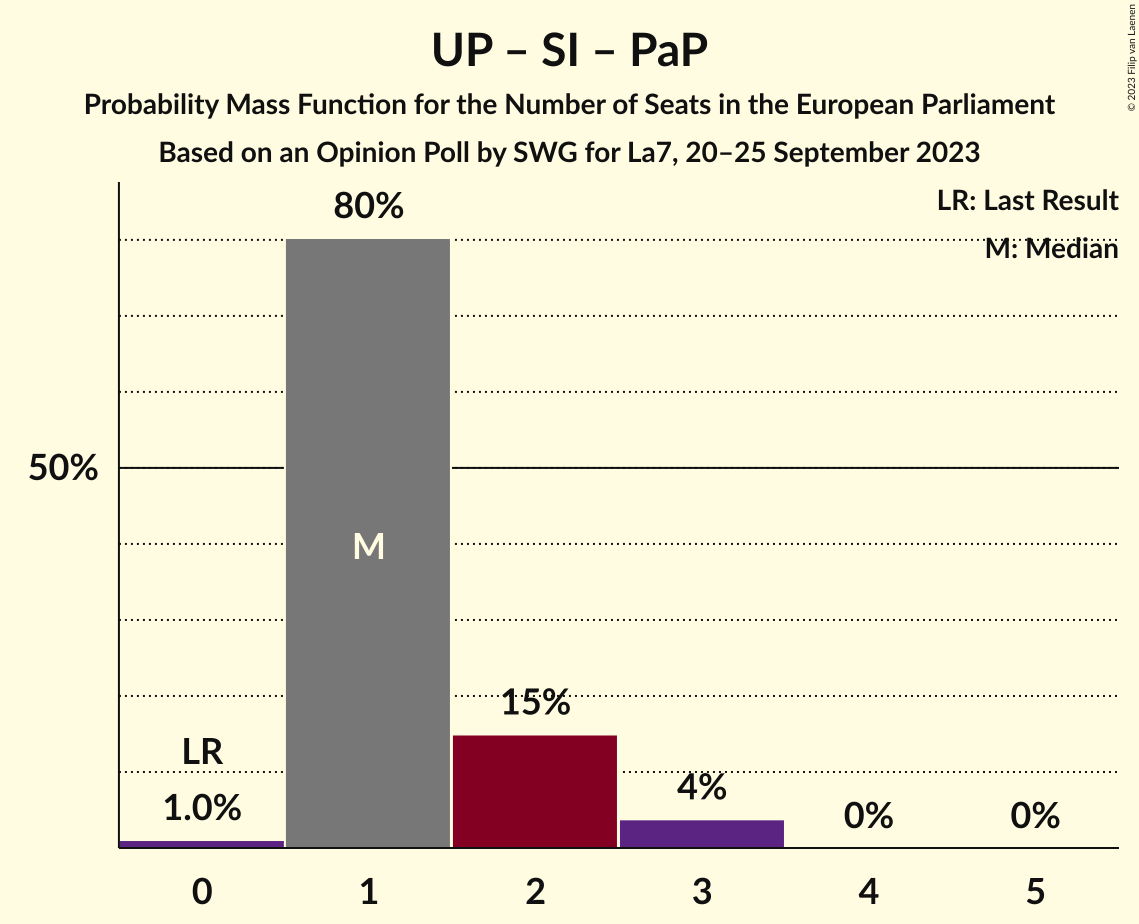 UP – SI – PaP
Probability Mass Function for the Number of Seats in the European Parliament
Based on an Opinion Poll by SWG for La7, 20–25 September 2023
© 2023 Filip van Laenen
LR: Last Result
M: Median
80%
50%
M
15%
LR
4%
1.0%
0%
0%
0
1
2
3
4
5